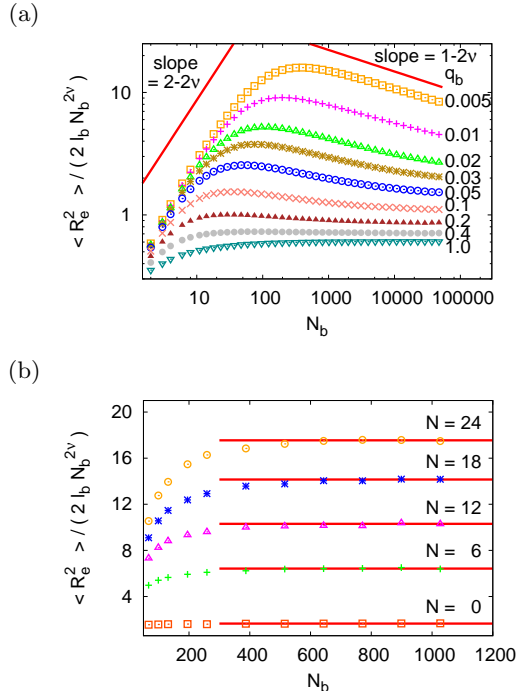 (a)
< R_e^2 > / ( 2 l_b N_b^{2ν} )
10
1
slope
= 2-2ν
slope = 1-2ν
q_b
0.005
0.01
0.02
0.03
0.05
0.1
0.2
0.4
1.0
10 100 1000 10000 100000
N_b
(b)
< R_e^2 > / ( 2 l_b N_b^{2ν} )
20
16
12
8
4
N = 24
N = 18
N = 12
N = 6
N = 0
200 400 600 800 1000 1200
N_b